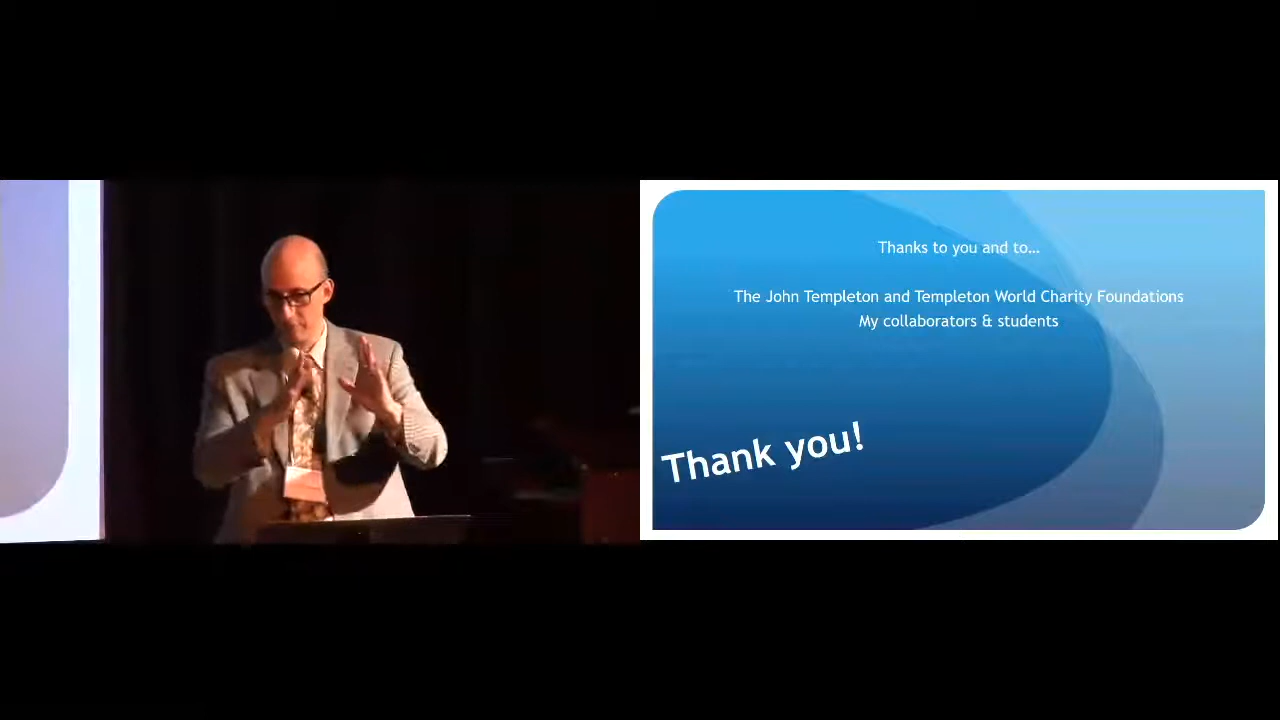 Thanks to you and to...
The John Templeton and Templeton World Charity Foundations
My collaborators & students
Thank you!